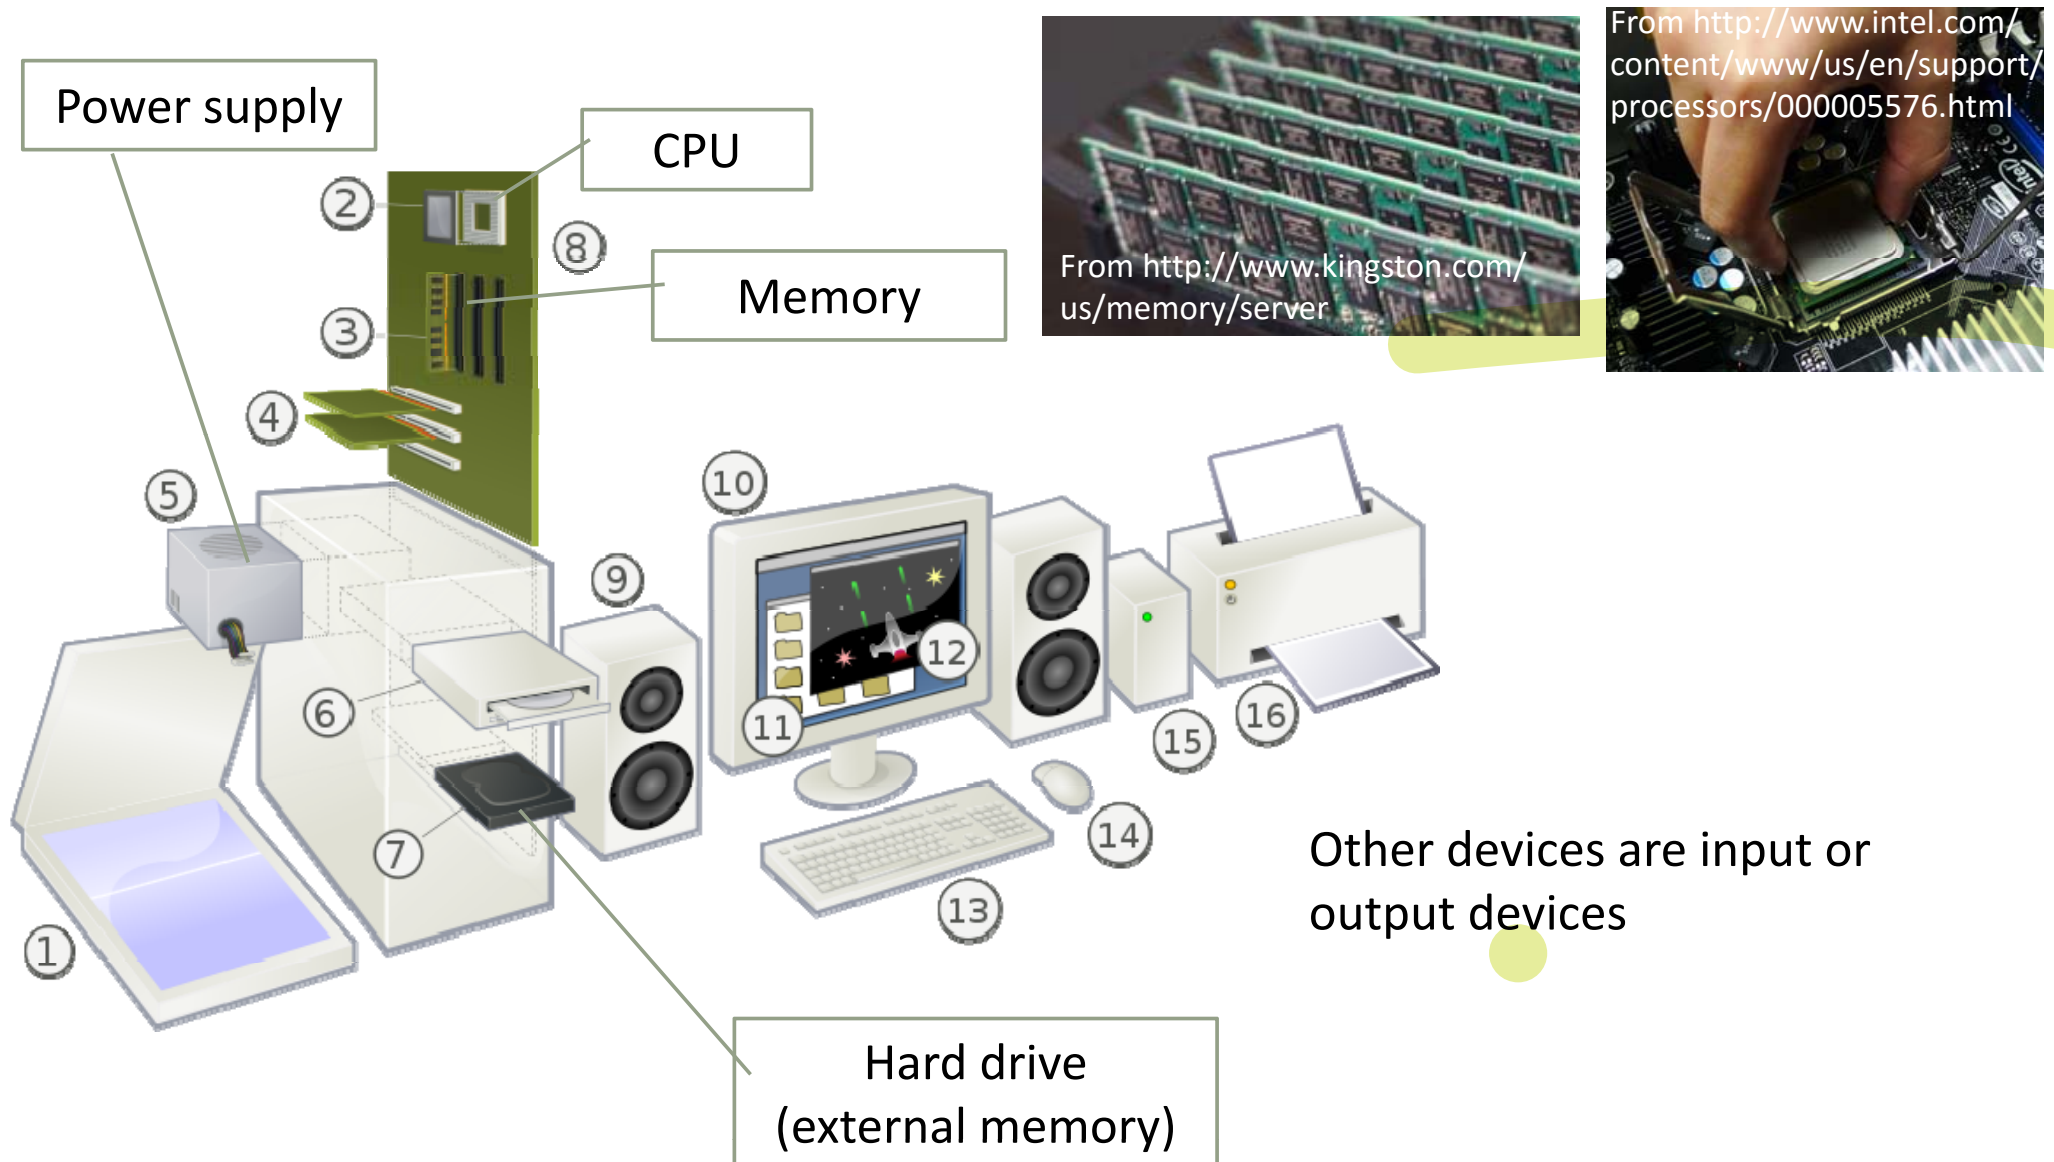 Power supply
CPU
Memory
From http://www.kingston.com/
us/memory/server
From http://www.intel.com/
content/www/us/en/support/
processors/000005576.html
intel
CE
2
8
3
4
5
10
9
12
6
11
16
15
7
14
13
1
Other devices are input or
output devices
Hard drive
(external memory)